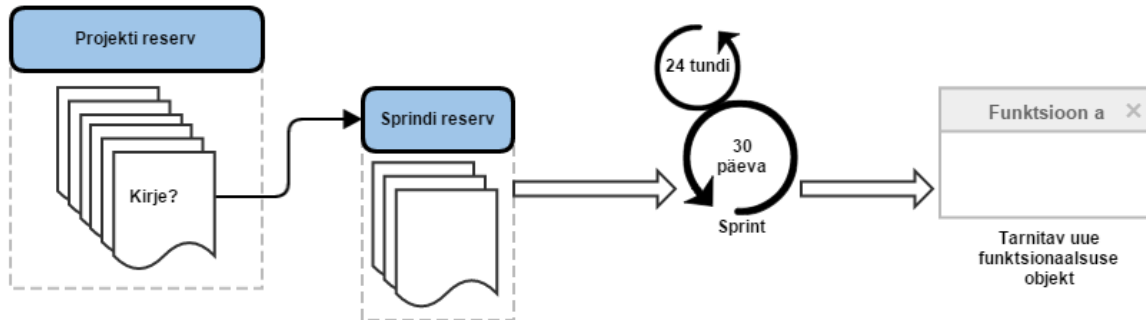 Projekti reserv
Kirje?
Sprindi reserv
24 tundi
30
päeva
Sprint
Funktsioon a
Tarnitav uue
funktsionaalsuse
objekt